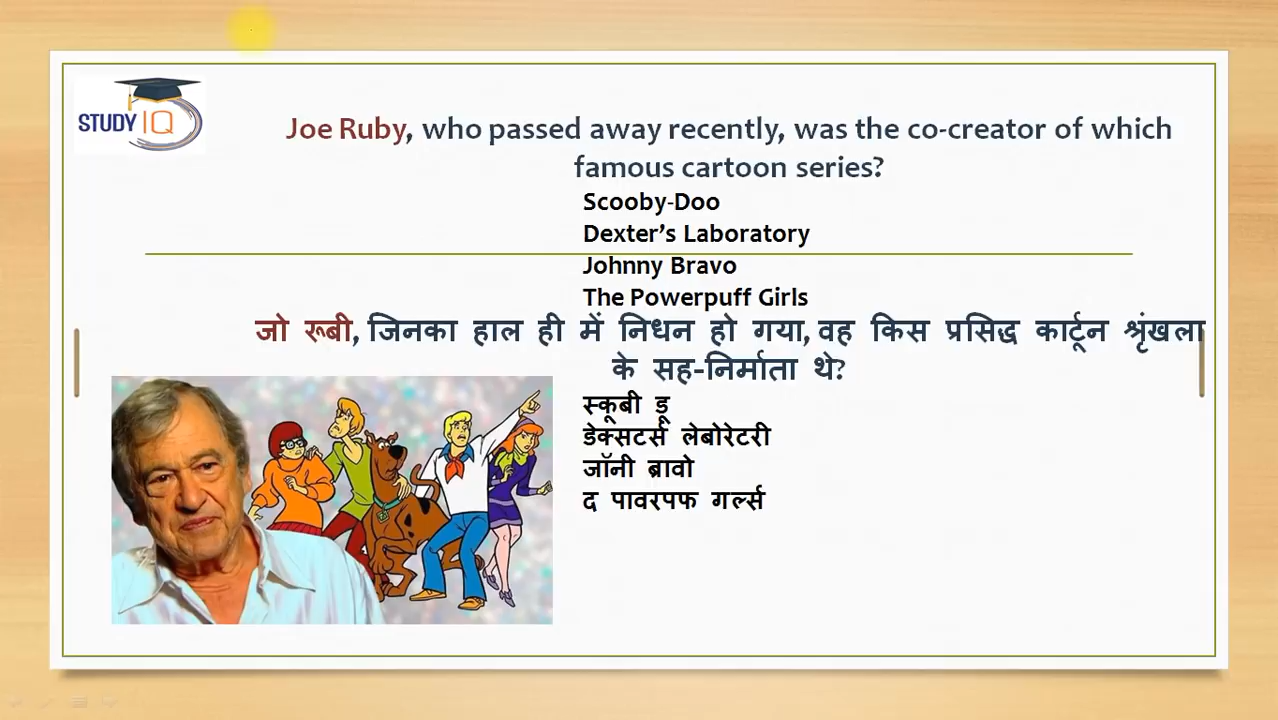 STUDY IQ
Joe Ruby, who passed away recently, was the co-creator of which
famous cartoon series?
Scooby-Doo
Dexter’s Laboratory
Johnny Bravo
The Powerpuff Girls
जो रूबी, जिनका हाल ही में निधन हो गया, वह किस प्रसिद्ध कार्टून श्रृंखला
के सह-निर्माता थे?
स्कूबी डू
डेक्सटर्स लेबोरेटरी
जॉनी ब्रावो
द पावरपफ गर्ल्स